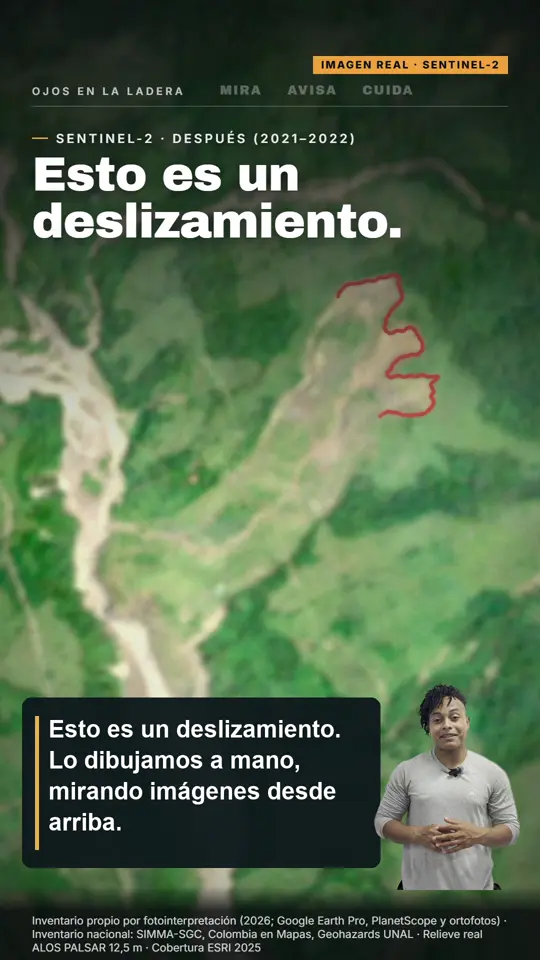 IMAGEN REAL · SENTINEL-2
OJOS EN LA LADERA MIRA AVISA CUIDA
— SENTINEL-2 · DESPUÉS (2021–2022)
Esto es un
deslizamiento.
Esto es un deslizamiento.
Lo dibujamos a mano,
mirando imágenes desde
arriba.
Inventario propio por fotointerpretación (2026; Google Earth Pro, PlanetScope y ortofotos) ·
Inventario nacional: SIMMA-SGC, Colombia en Mapas, Geohazards UNAL · Relieve real
ALOS PALSAR 12,5 m · Cobertura ESRI 2025